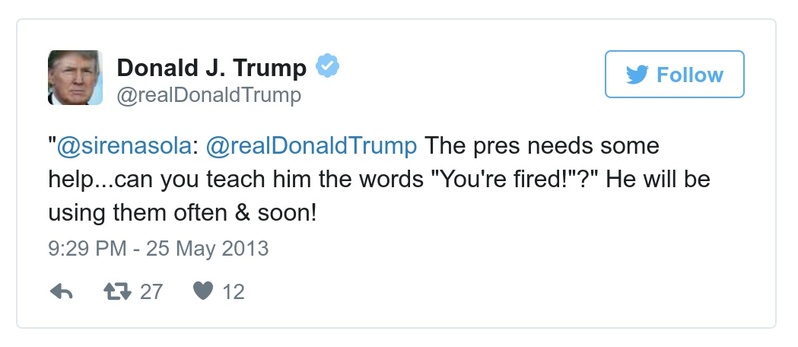 Donald J. Trump
@realDonaldTrump
Follow
"@sirenasola: @realDonaldTrump The pres needs some
help...can you teach him the words "You're fired!"?" He will be
using them often & soon!
9:29 PM - 25 May 2013
27 12